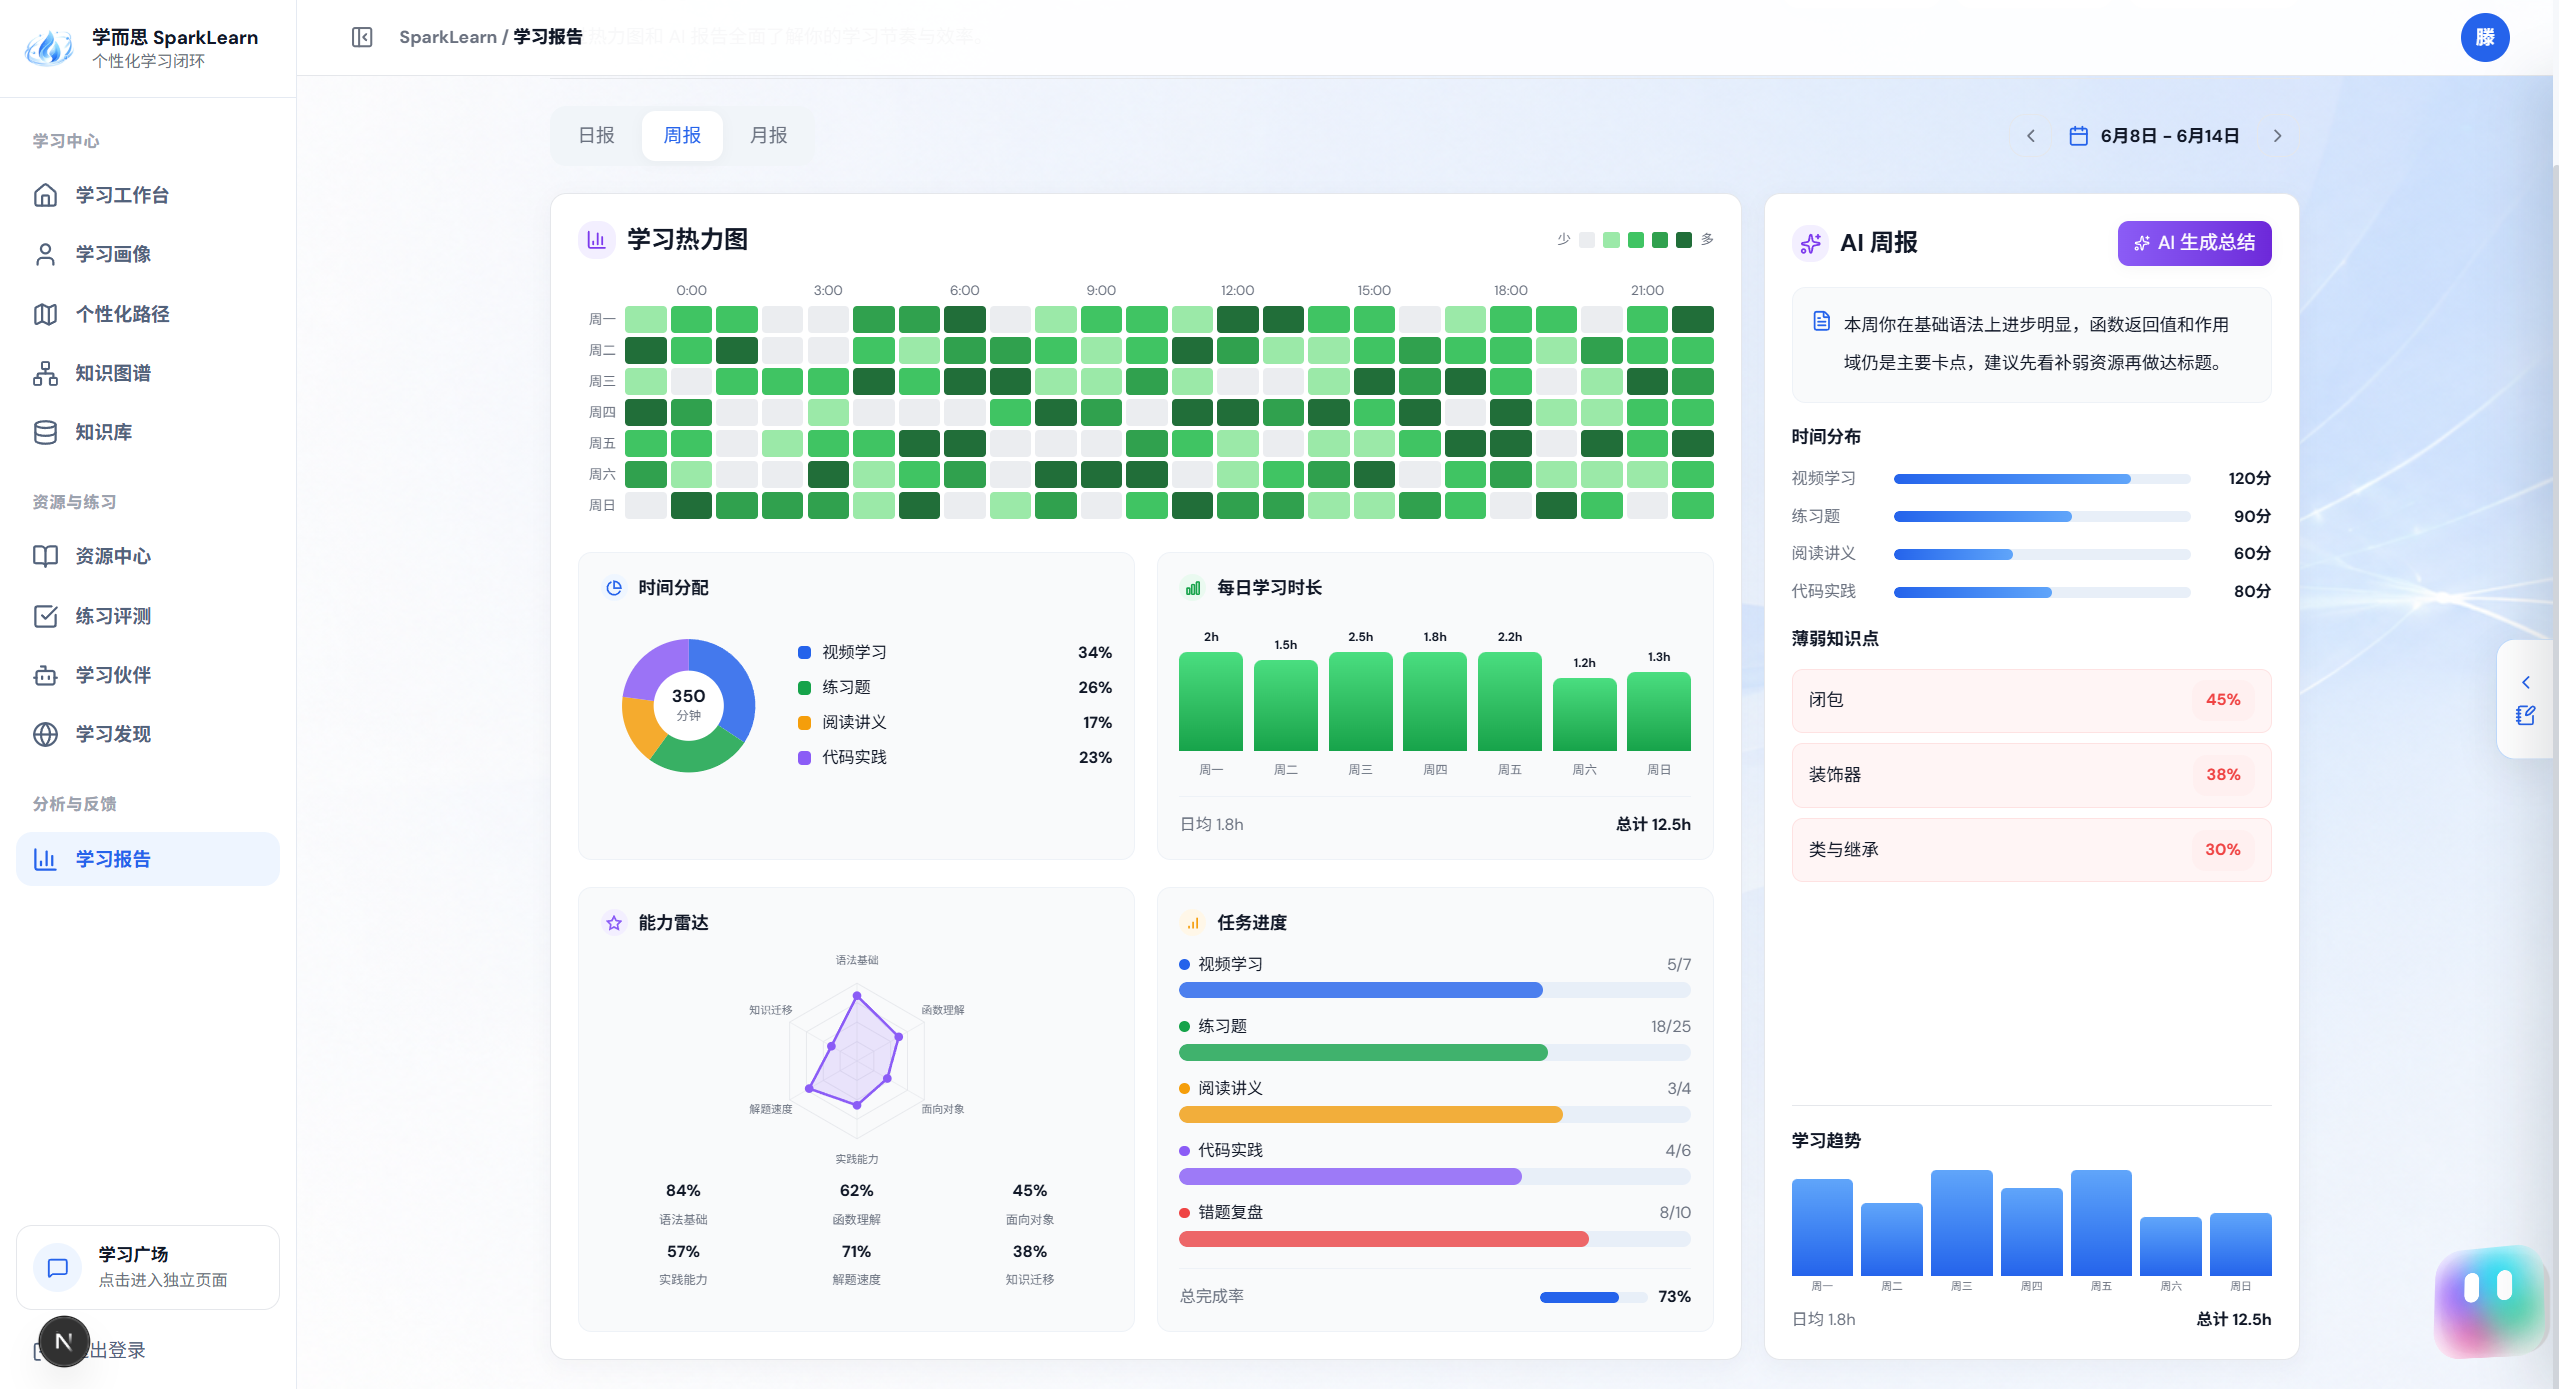 学而思 SparkLearn
个性化学习闭环
学习中心
学习工作台
学习画像
个性化路径
知识图谱
知识库
资源与练习
资源中心
练习评测
学习伙伴
学习发现
分析与反馈
学习报告
学习广场
点击进入独立页面
N
出登录
SparkLearn / 学习报告
热力图和 AI 报告全面了解你的学习节奏与效率。
滕
日报
周报
月报
6月8日 - 6月14日
学习热力图
少
多
0:00
3:00
6:00
9:00
12:00
15:00
18:00
21:00
周一
周二
周三
周四
周五
周六
周日
时间分配
350
分钟
视频学习 34%
练习题 26%
阅读讲义 17%
代码实践 23%
每日学习时长
2h
1.5h
2.5h
1.8h
2.2h
1.2h
1.3h
周一
周二
周三
周四
周五
周六
周日
日均 1.8h
总计 12.5h
能力雷达
语法基础
知识迁移
函数理解
解题速度
面向对象
实践能力
84%
62%
45%
语法基础
函数理解
面向对象
57%
71%
38%
实践能力
解题速度
知识迁移
任务进度
视频学习 5/7
练习题 18/25
阅读讲义 3/4
代码实践 4/6
错题复盘 8/10
总完成率 73%
AI 周报
AI 生成总结
本周你在基础语法上进步明显，函数返回值和作用
域仍是主要卡点，建议先看补弱资源再做达标题。
时间分布
视频学习 120分
练习题 90分
阅读讲义 60分
代码实践 80分
薄弱知识点
闭包 45%
装饰器 38%
类与继承 30%
学习趋势
周一
周二
周三
周四
周五
周六
周日
日均 1.8h
总计 12.5h